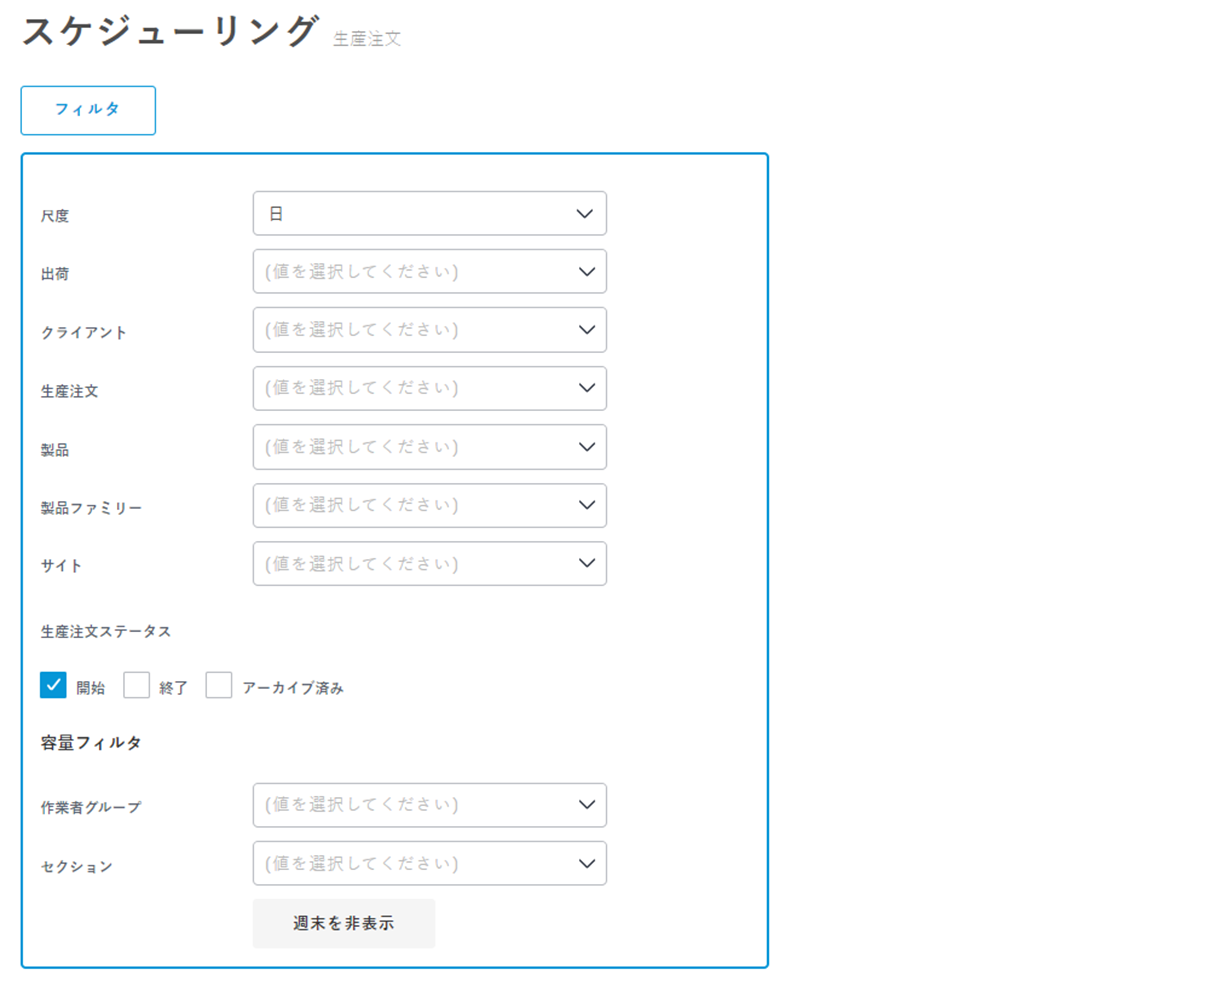 スケジューリング 生産注文
フィルタ
尺度 日
出荷 (値を選択してください)
クライアント (値を選択してください)
生産注文 (値を選択してください)
製品 (値を選択してください)
製品ファミリー (値を選択してください)
サイト (値を選択してください)
生産注文ステータス
開始 終了 アーカイブ済み
容量フィルタ
作業者グループ (値を選択してください)
セクション (値を選択してください)
週末を非表示